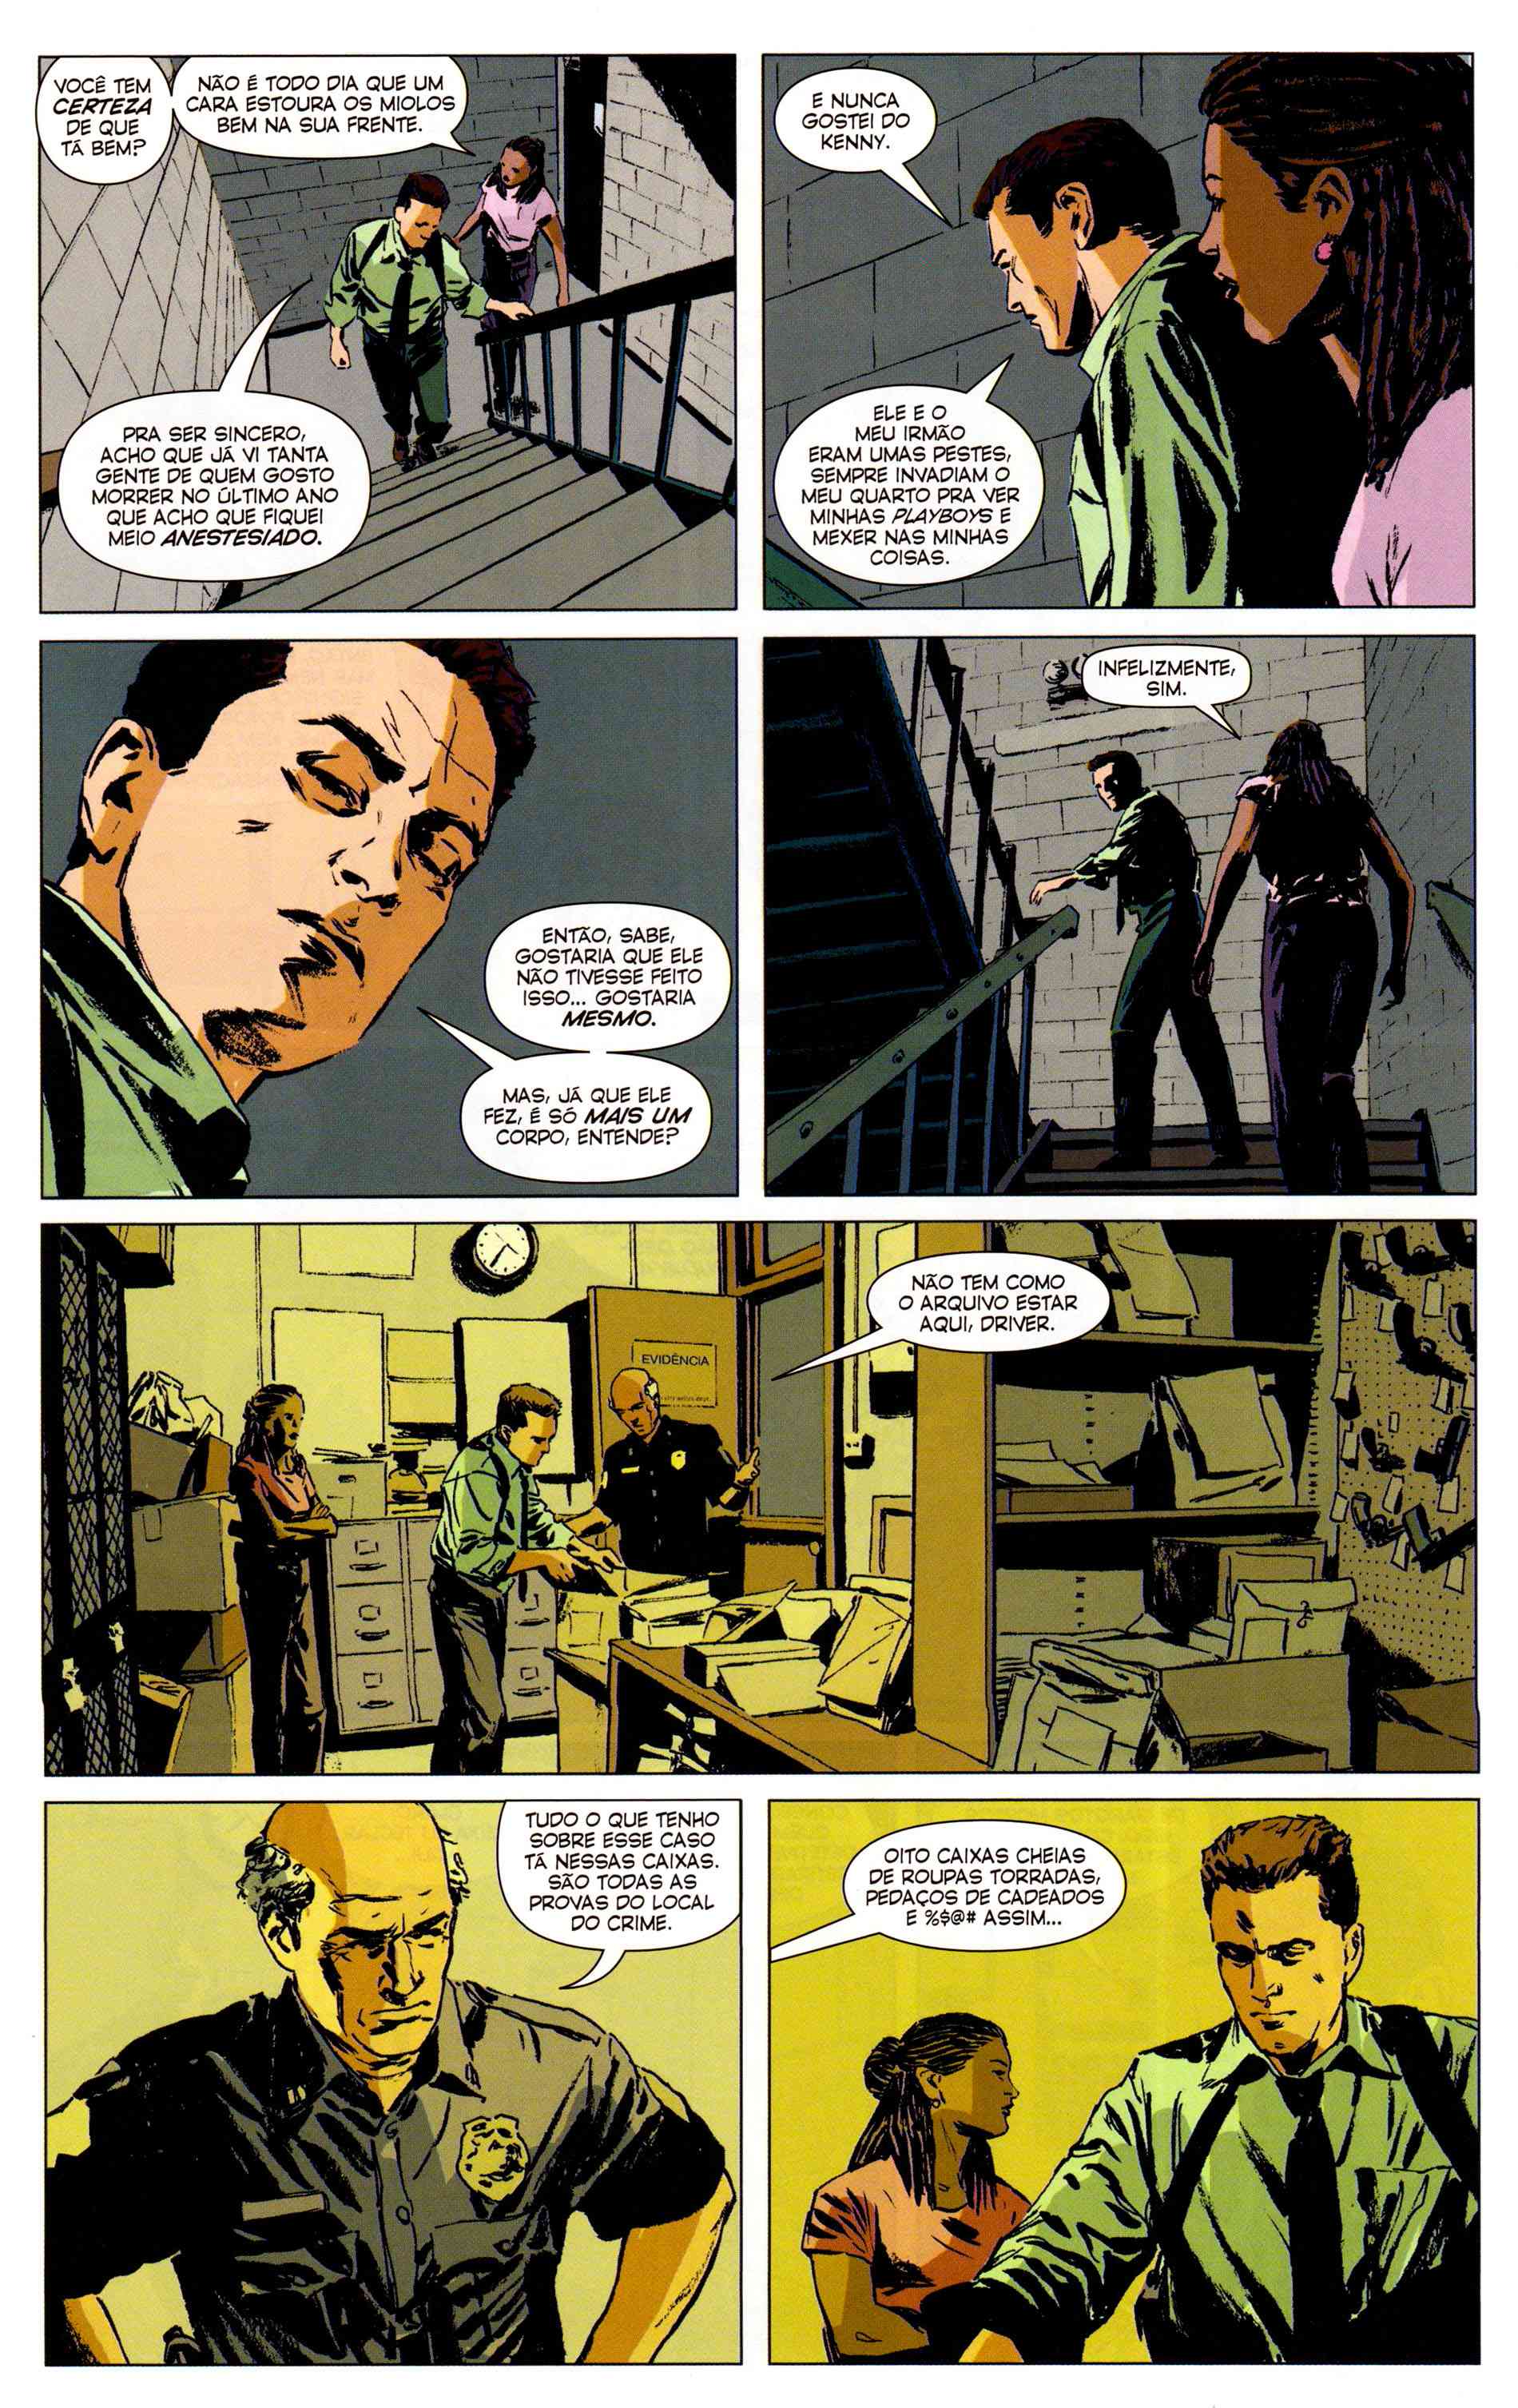 VOCÊ TEM
CERTEZA
DE QUE
TÁ BEM?
NÃO É TODO DIA QUE UM
CARA ESTOURA OS MIOLOS
BEM NA SUA FRENTE.
PRA SER SINCERO,
ACHO QUE JÁ VI TANTA
GENTE DE QUEM GOSTO
MORRER NO ÚLTIMO ANO
QUE ACHO QUE FIQUEI
MEIO ANESTESIADO.
E NUNCA
GOSTEI DO
KENNY.
ELE E O
MEU IRMÃO
ERAM UMAS PESTES,
SEMPRE INVADIAM O
MEU QUARTO PRA VER
MINHAS PLAYBOYS E
MEXER NAS MINHAS
COISAS.
ENTÃO, SABE,
GOSTARIA QUE ELE
NÃO TIVESSE FEITO
ISSO... GOSTARIA
MESMO.
MAS, JÁ QUE ELE
FEZ, É SÓ MAIS UM
CORPO, ENTENDE?
INFELIZMENTE,
SIM.
NÃO TEM COMO
O ARQUIVO ESTAR
AQUI, DRIVER.
EVIDÊNCIA
TUDO O QUE TENHO
SOBRE ESSE CASO
TÁ NESSAS CAIXAS.
SÃO TODAS AS
PROVAS DO LOCAL
DO CRIME.
OITO CAIXAS CHEIAS
DE ROUPAS TORRADAS,
PEDAÇOS DE CADEADOS
E %$@# ASSIM...